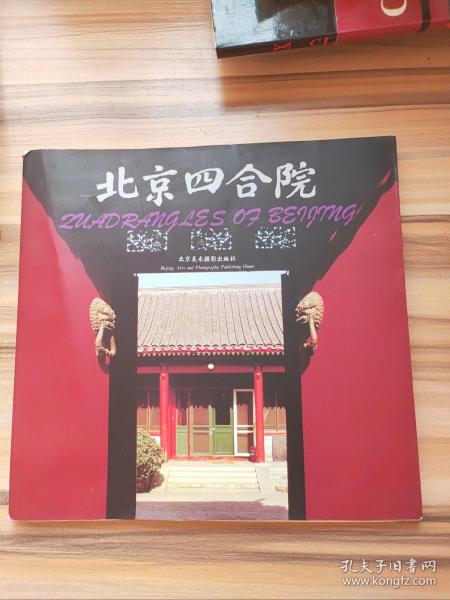 北京四合院
QUADRANGLES OF BEIJING
北京美术摄影出版社
Beijing Arts and Photography Publishing House
孔夫子旧书网
www.kongfz.com